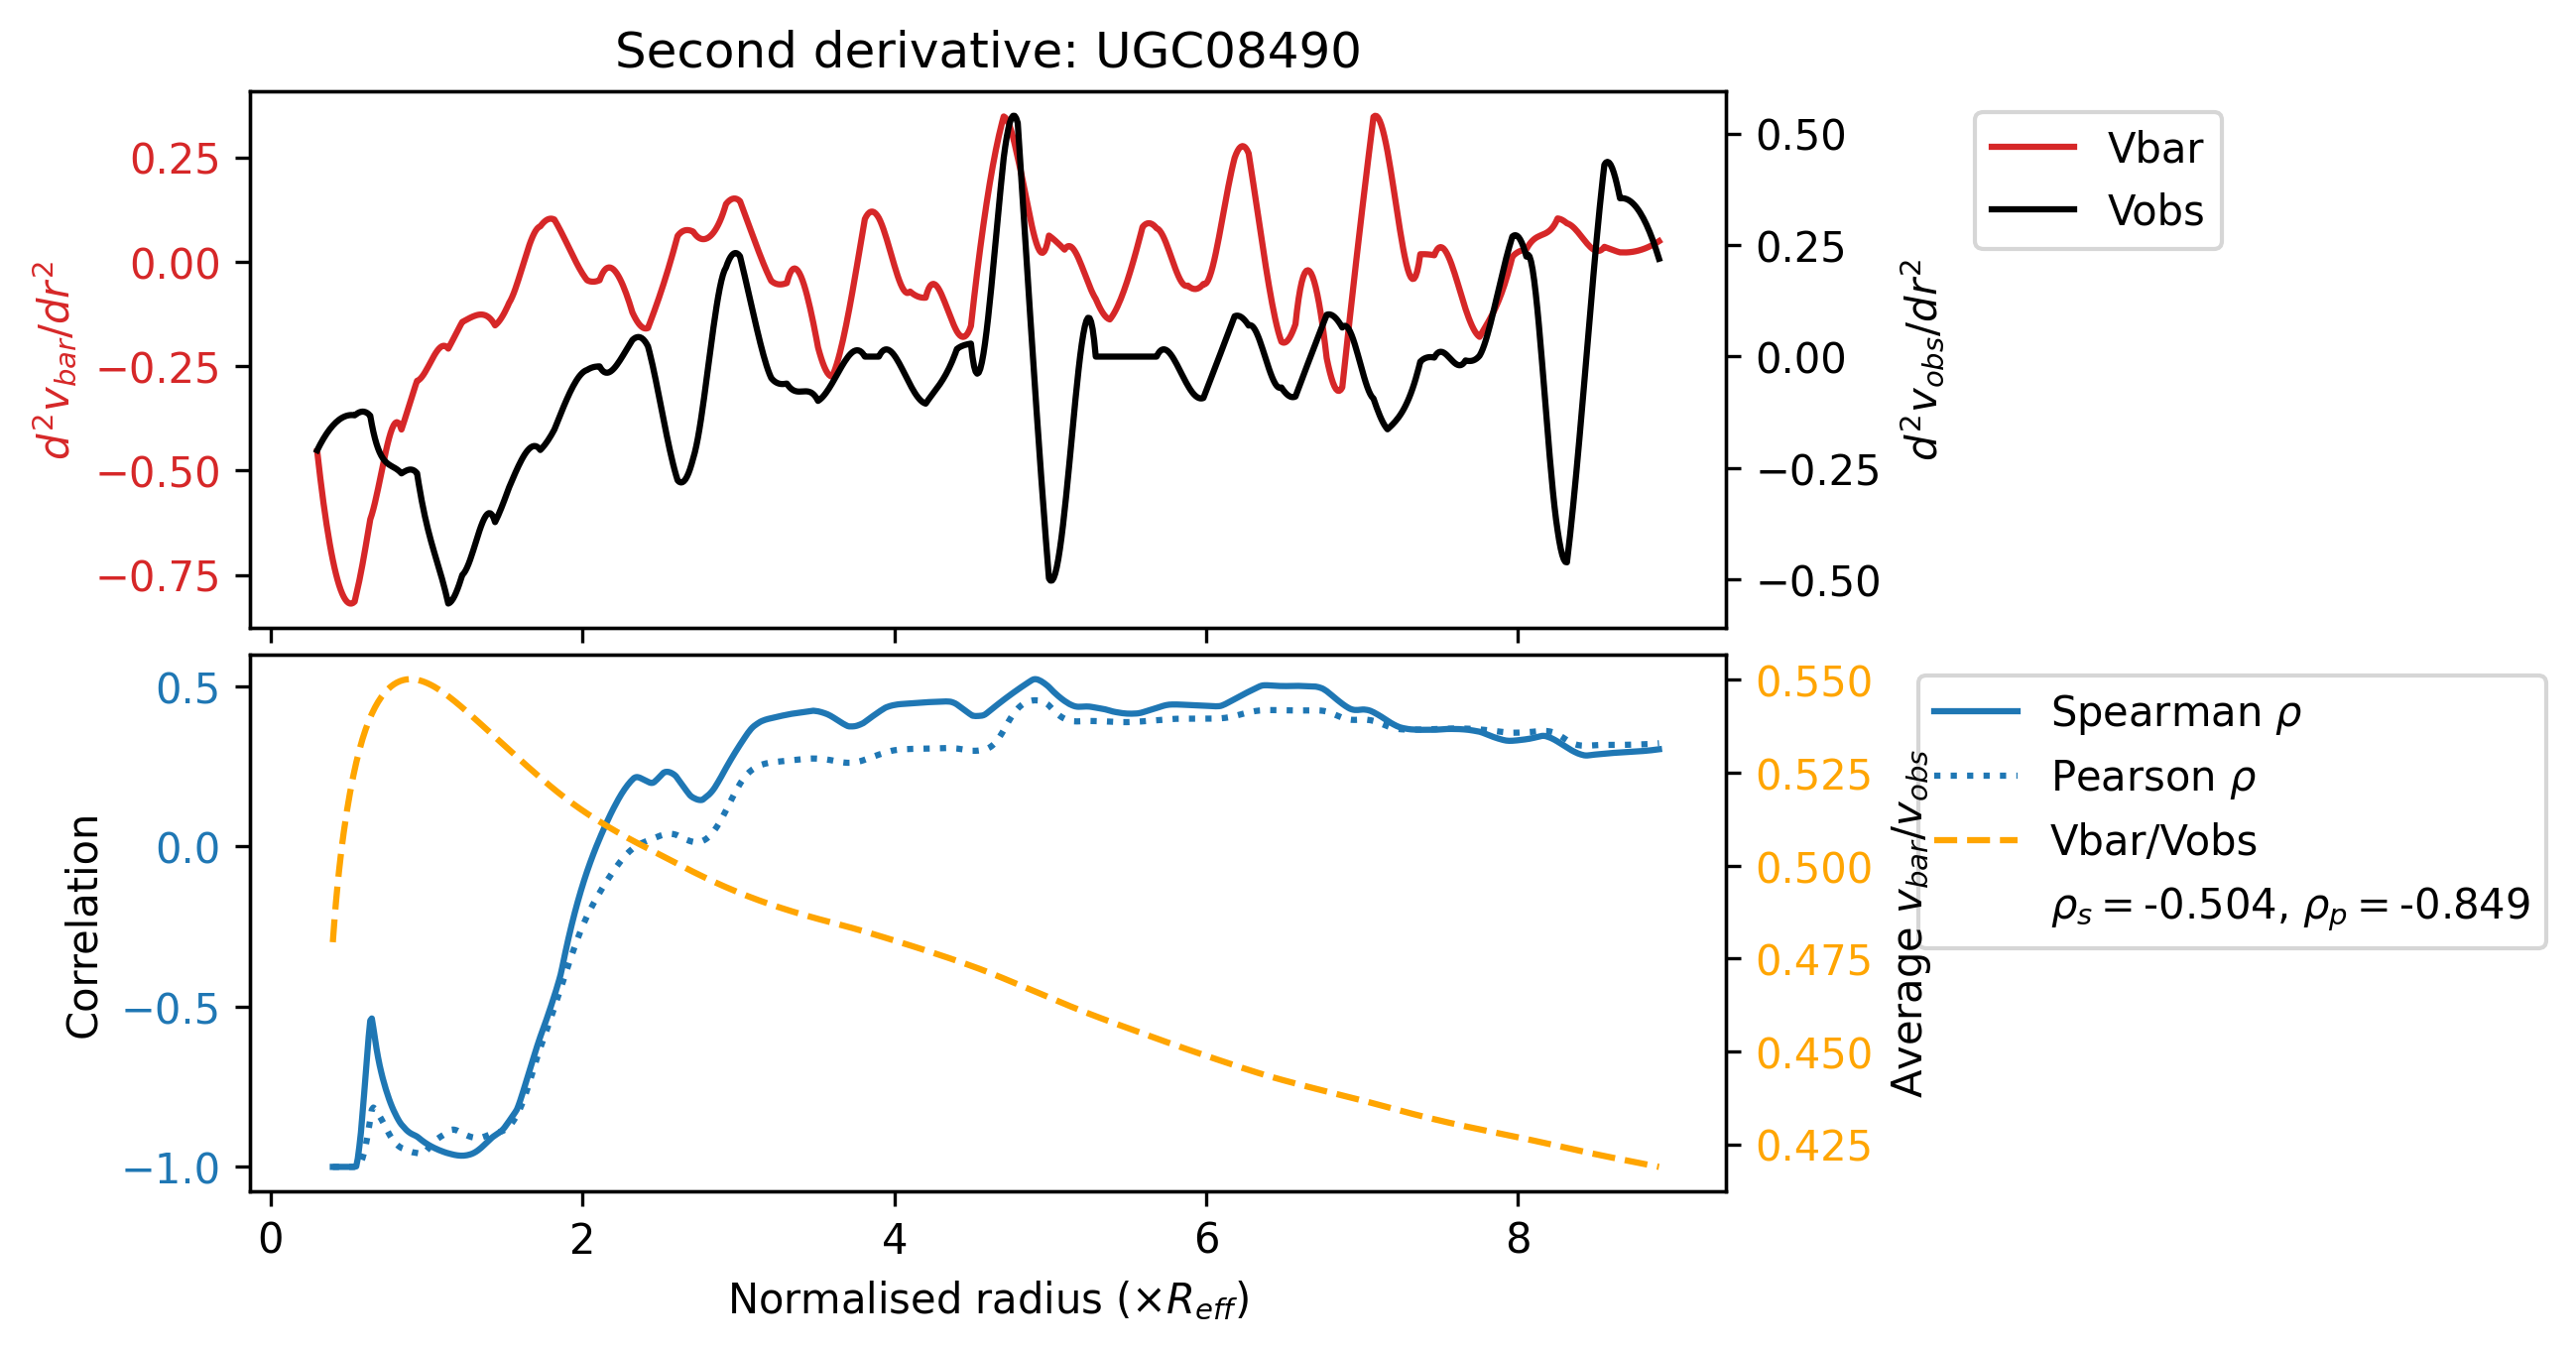 Second derivative: UGC08490
d²v_bar/dr²
0.25
0.00
−0.25
−0.50
−0.75
0.50
0.25
0.00
−0.25
−0.50
d²v_obs/dr²
Vbar
Vobs
Correlation
0.5
0.0
−0.5
−1.0
0.550
0.525
0.500
0.475
0.450
0.425
Average v_bar/v_obs
Spearman ρ
Pearson ρ
Vbar/Vobs
ρ_s = -0.504, ρ_p = -0.849
0 2 4 6 8
Normalised radius (×R_eff)